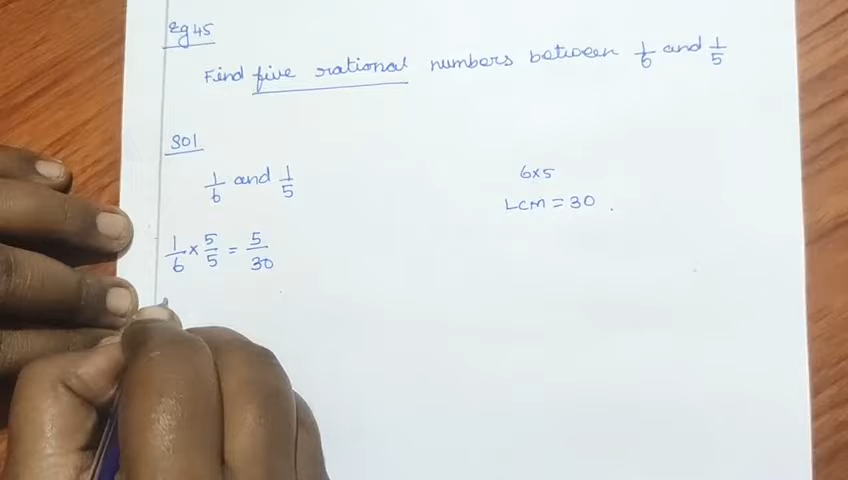 Eg 45
Find five rational numbers between 1/6 and 1/5
Sol
1/6 and 1/5
6x5
LCM = 30
1/6 x 5/5 = 5/30